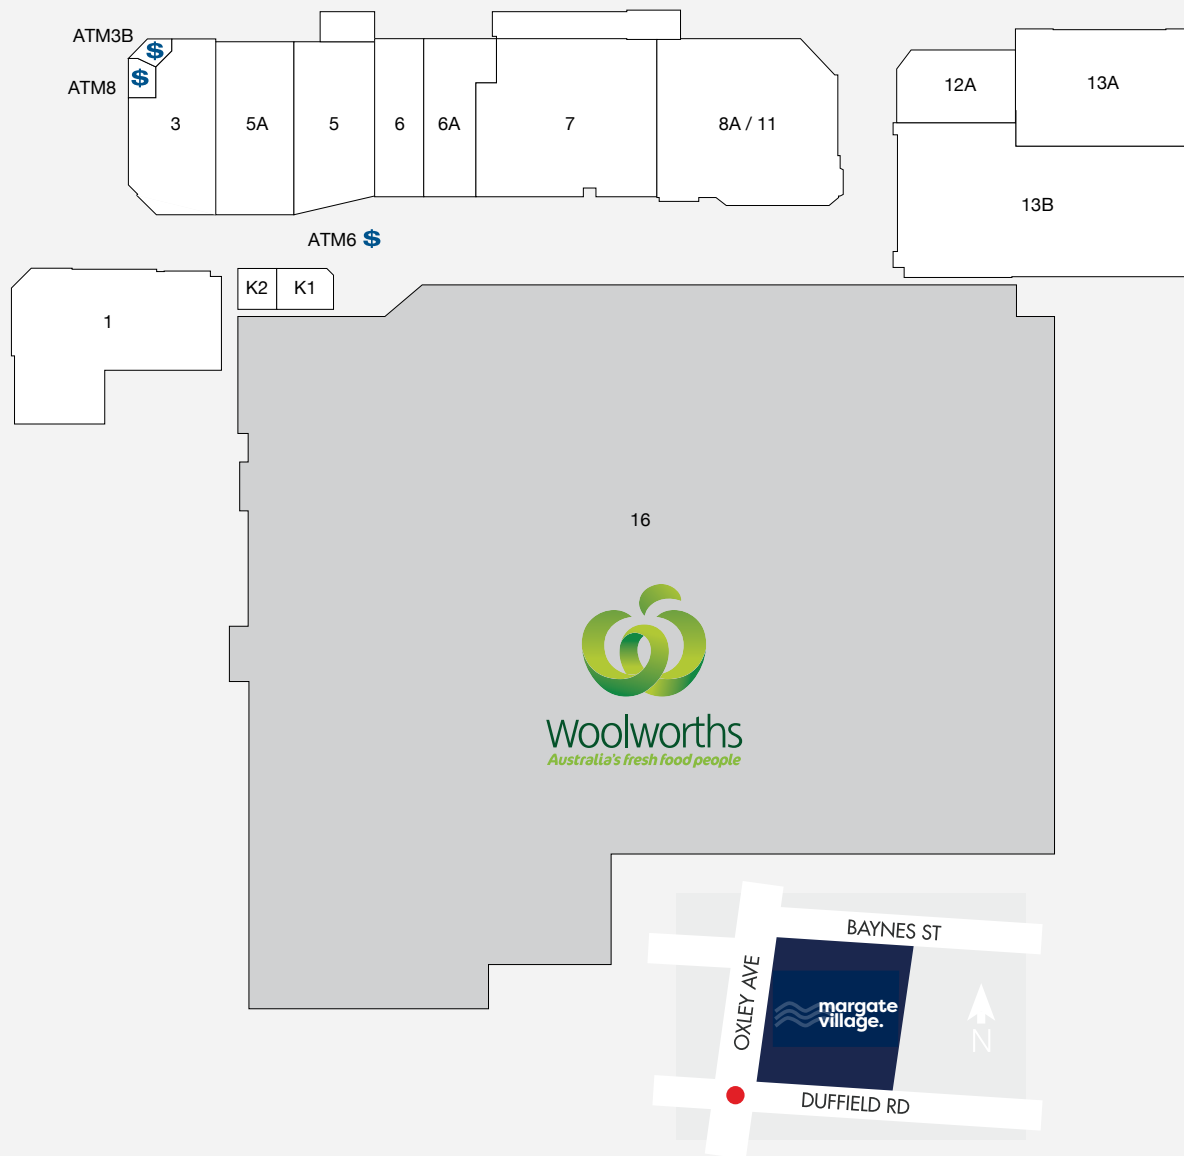 ATM3B
$
ATM8
$
3
5A
5
6
6A
7
8A / 11
12A
13A
13B
ATM6 $
K2
K1
1
16
Woolworths
Australia's fresh food people
BAYNES ST
OXLEY AVE
margate
village.
N
DUFFIELD RD